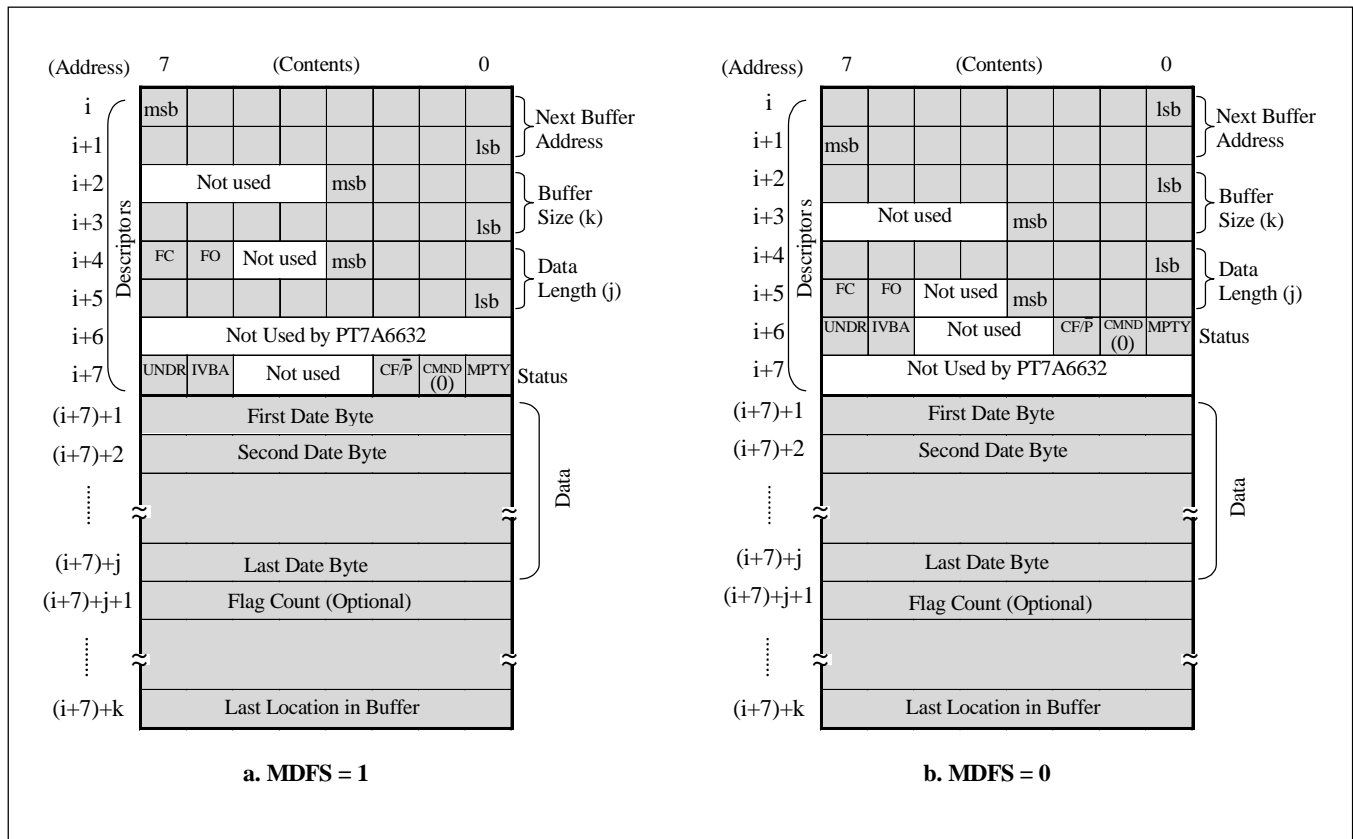 (Address) 7 (Contents) 0
i msb
Next Buffer
Address
i+1 lsb
i+2 Not used msb
Buffer
Size (k)
i+3 lsb
i+4 FC FO Not used msb
Data
Length (j)
i+5 lsb
i+6 Not Used by PT7A6632
i+7 UNDR IVBA Not used CF/P̅ CMND (0) MPTY Status
Descriptors
(i+7)+1 First Date Byte
(i+7)+2 Second Date Byte
Data
(i+7)+j Last Date Byte
(i+7)+j+1 Flag Count (Optional)
(i+7)+k Last Location in Buffer
a. MDFS = 1
(Address) 7 (Contents) 0
i lsb
Next Buffer
Address
i+1 msb
i+2 lsb
Buffer
Size (k)
i+3 Not used msb
i+4 lsb
Data
Length (j)
i+5 FC FO Not used msb
i+6 UNDR IVBA Not used CF/P̅ CMND (0) MPTY Status
i+7 Not Used by PT7A6632
Descriptors
(i+7)+1 First Date Byte
(i+7)+2 Second Date Byte
Data
(i+7)+j Last Date Byte
(i+7)+j+1 Flag Count (Optional)
(i+7)+k Last Location in Buffer
b. MDFS = 0